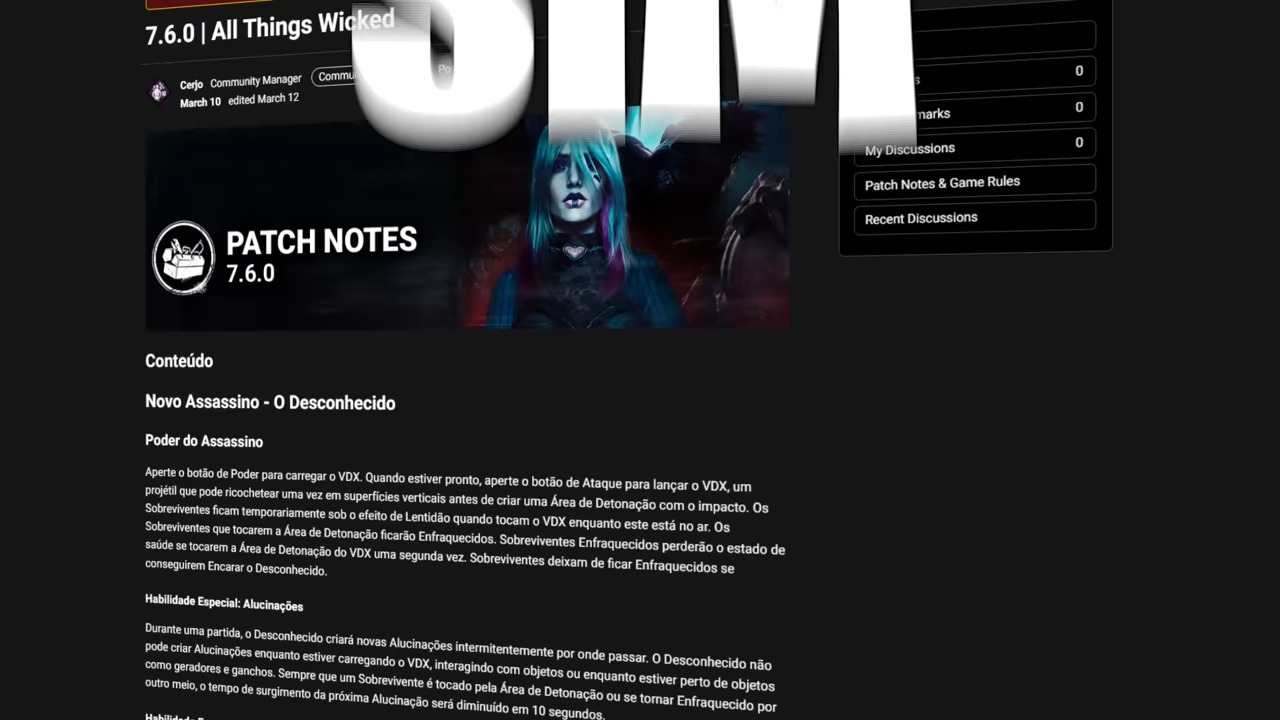 SIM
7.6.0 | All Things Wicked
Cerjo Community Manager
March 10 edited March 12
0
0
My Discussions 0
Patch Notes & Game Rules
Recent Discussions
PATCH NOTES
7.6.0
Conteúdo
Novo Assassino - O Desconhecido
Poder do Assassino
Aperte o botão de Poder para carregar o VDX. Quando estiver pronto, aperte o botão de Ataque para lançar o VDX, um
projétil que pode ricochetear uma vez em superfícies verticais antes de criar uma Área de Detonação com o impacto. Os
Sobreviventes ficam temporariamente sob o efeito de Lentidão quando tocam o VDX enquanto este está no ar. Os
Sobreviventes que tocarem a Área de Detonação ficarão Enfraquecidos. Sobreviventes Enfraquecidos perderão o estado de
saúde se tocarem a Área de Detonação do VDX uma segunda vez. Sobreviventes deixam de ficar Enfraquecidos se
conseguirem Encarar o Desconhecido.
Habilidade Especial: Alucinações
Durante uma partida, o Desconhecido criará novas Alucinações intermitentemente por onde passar. O Desconhecido não
pode criar Alucinações enquanto estiver carregando o VDX, interagindo com objetos ou enquanto estiver perto de objetos
como geradores e ganchos. Sempre que um Sobrevivente é tocado pela Área de Detonação ou se tornar Enfraquecido por
outro meio, o tempo de surgimento da próxima Alucinação será diminuído em 10 segundos.